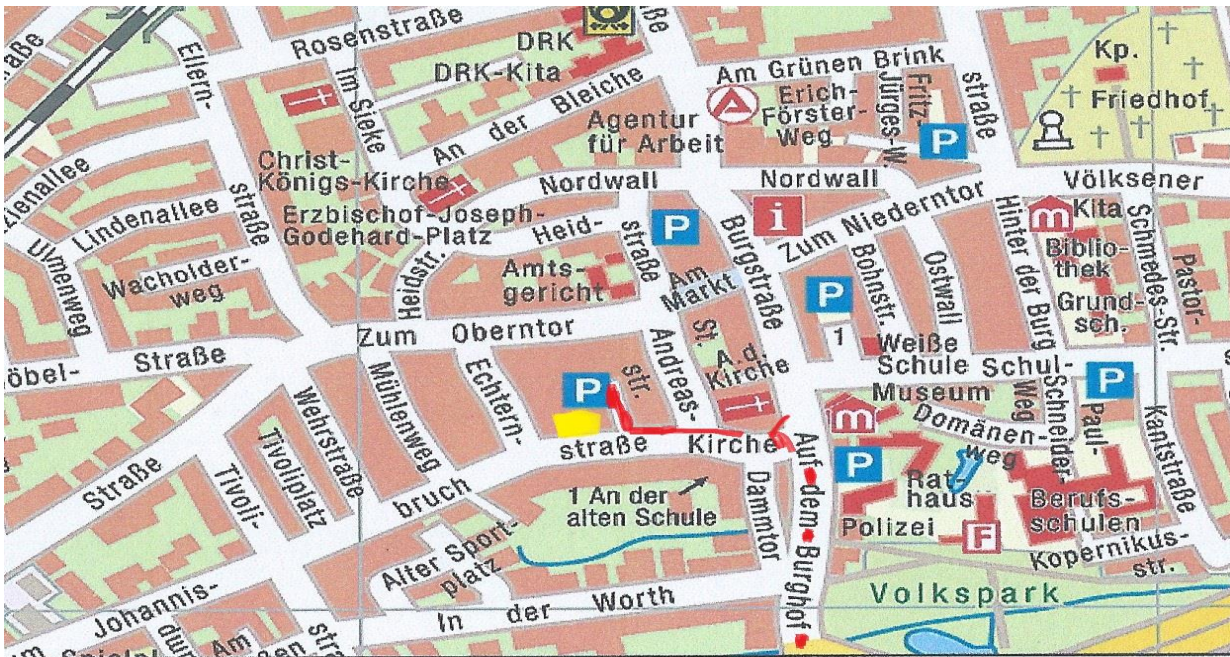 Rosenstraße
DRK
DRK-Kita
Am Grünen Brink
Kp.
Friedhof
Ellern-
straße
Im Sieke
An der Bleiche
Agentur
für Arbeit
Erich-
Förster-
Weg
Fritz-
Jürges-W.
P
straße
Christ-
Königs-Kirche
Nordwall
Nordwall
Völksener
Lindenallee
Erzbischof-Joseph-
Godehard-Platz
Heid-
straße
P
Burgstraße
i
Zum Niederntor
Hinter der Burg
m
Kita
Schmedes-Str.
Pastor-
Biblio-
thek
Grund-
sch.
Ulmenweg
Wacholder-
weg
Heidstr.
Amts-
gericht
Am
Markt
P
Bohnstr.
Ostwall
1
Zum Oberntor
St.
Andreas-
str.
A.d.
Kirche
Weiße
Schule
Schul-
Straße
Echtern-
straße
P
Museum
m
Weg
Schneider-
Paul-
P
Mühlenweg
Wehrstraße
Domänen-
weg
Kantstraße
Kirche
Auf dem Burghof
P
Rat-
haus
Berufs-
schulen
Straße
Tivoli-
Tivoliplatz
bruch
1 An der
alten Schule
Dammtor
Polizei
F
Kopernikus-
str.
Alter Sport-
platz
Johannis-
In der Worth
Volkspark
Am